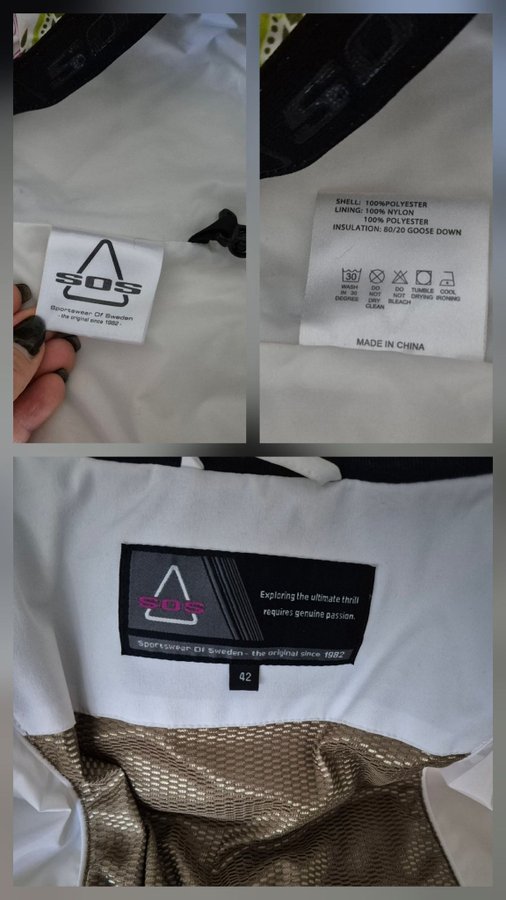 SOS
SOS
Sportswear Of Sweden
- the original since 1982 -
SOS
SHELL: 100%POLYESTER
LINING: 100% NYLON
100% POLYESTER
INSULATION: 80/20 GOOSE DOWN
30
WASH IN 30 DEGREE
DO NOT DRY CLEAN
DO NOT BLEACH
TUMBLE DRYING
COOL IRONING
MADE IN CHINA
SOS
Exploring the ultimate thrill
requires genuine passion.
Sportswear Of Sweden - the original since 1982
42